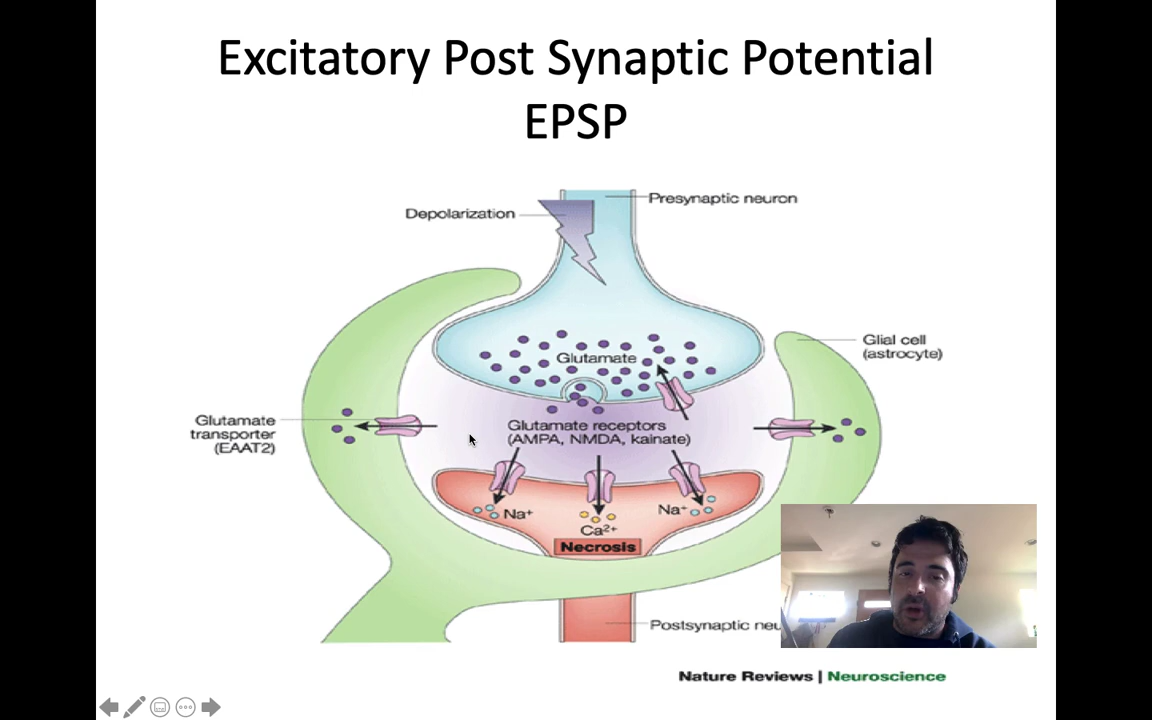 Excitatory Post Synaptic Potential
EPSP
Presynaptic neuron
Depolarization
Glial cell
(astrocyte)
Glutamate
Glutamate
transporter
(EAAT2)
Glutamate receptors
(AMPA, NMDA, kainate)
Na⁺
Ca²⁺
Na⁺
Necrosis
Postsynaptic neu
Nature Reviews | Neuroscience